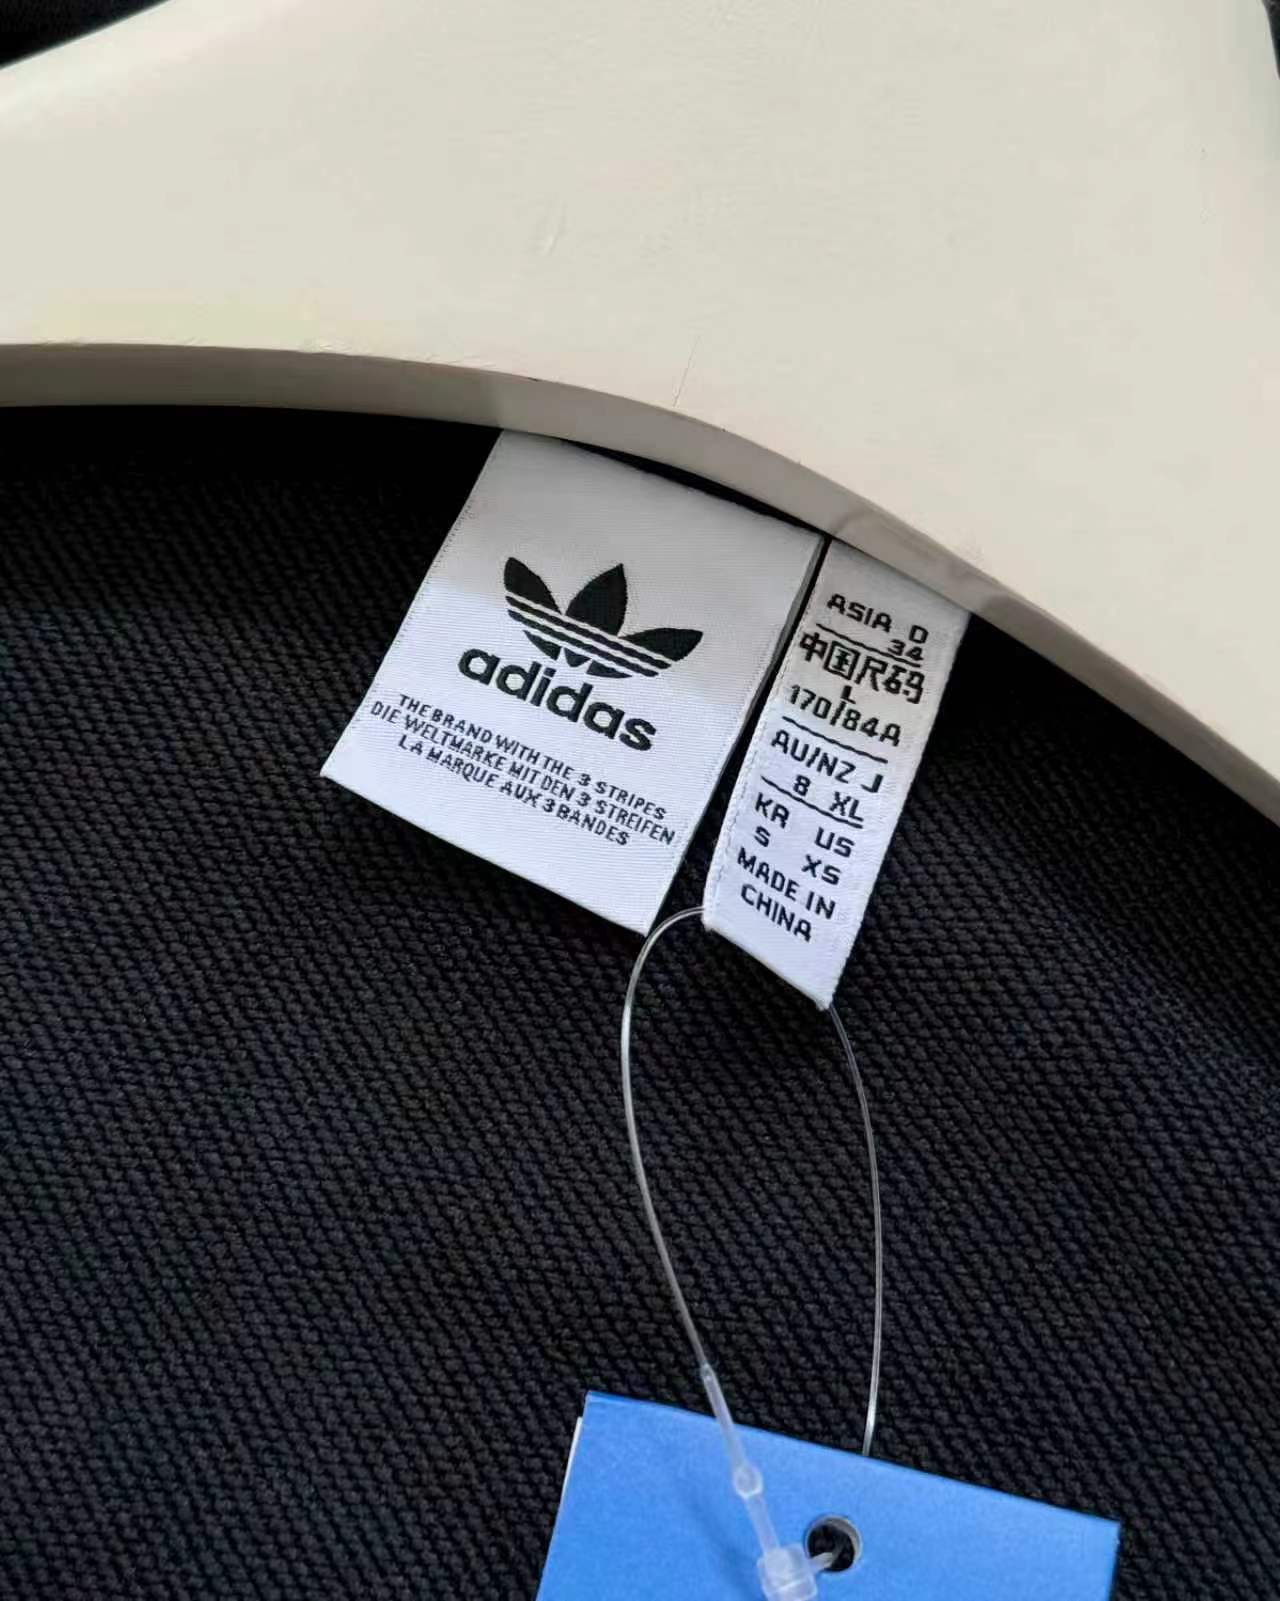 adidas
THE BRAND WITH THE 3 STRIPES
DIE WELTMARKE MIT DEN 3 STREIFEN
LA MARQUE AUX 3 BANDES
ASIA D
34
中国尺码
L
170/84A
AU/NZ J
8 XL
KR US
S XS
MADE IN
CHINA